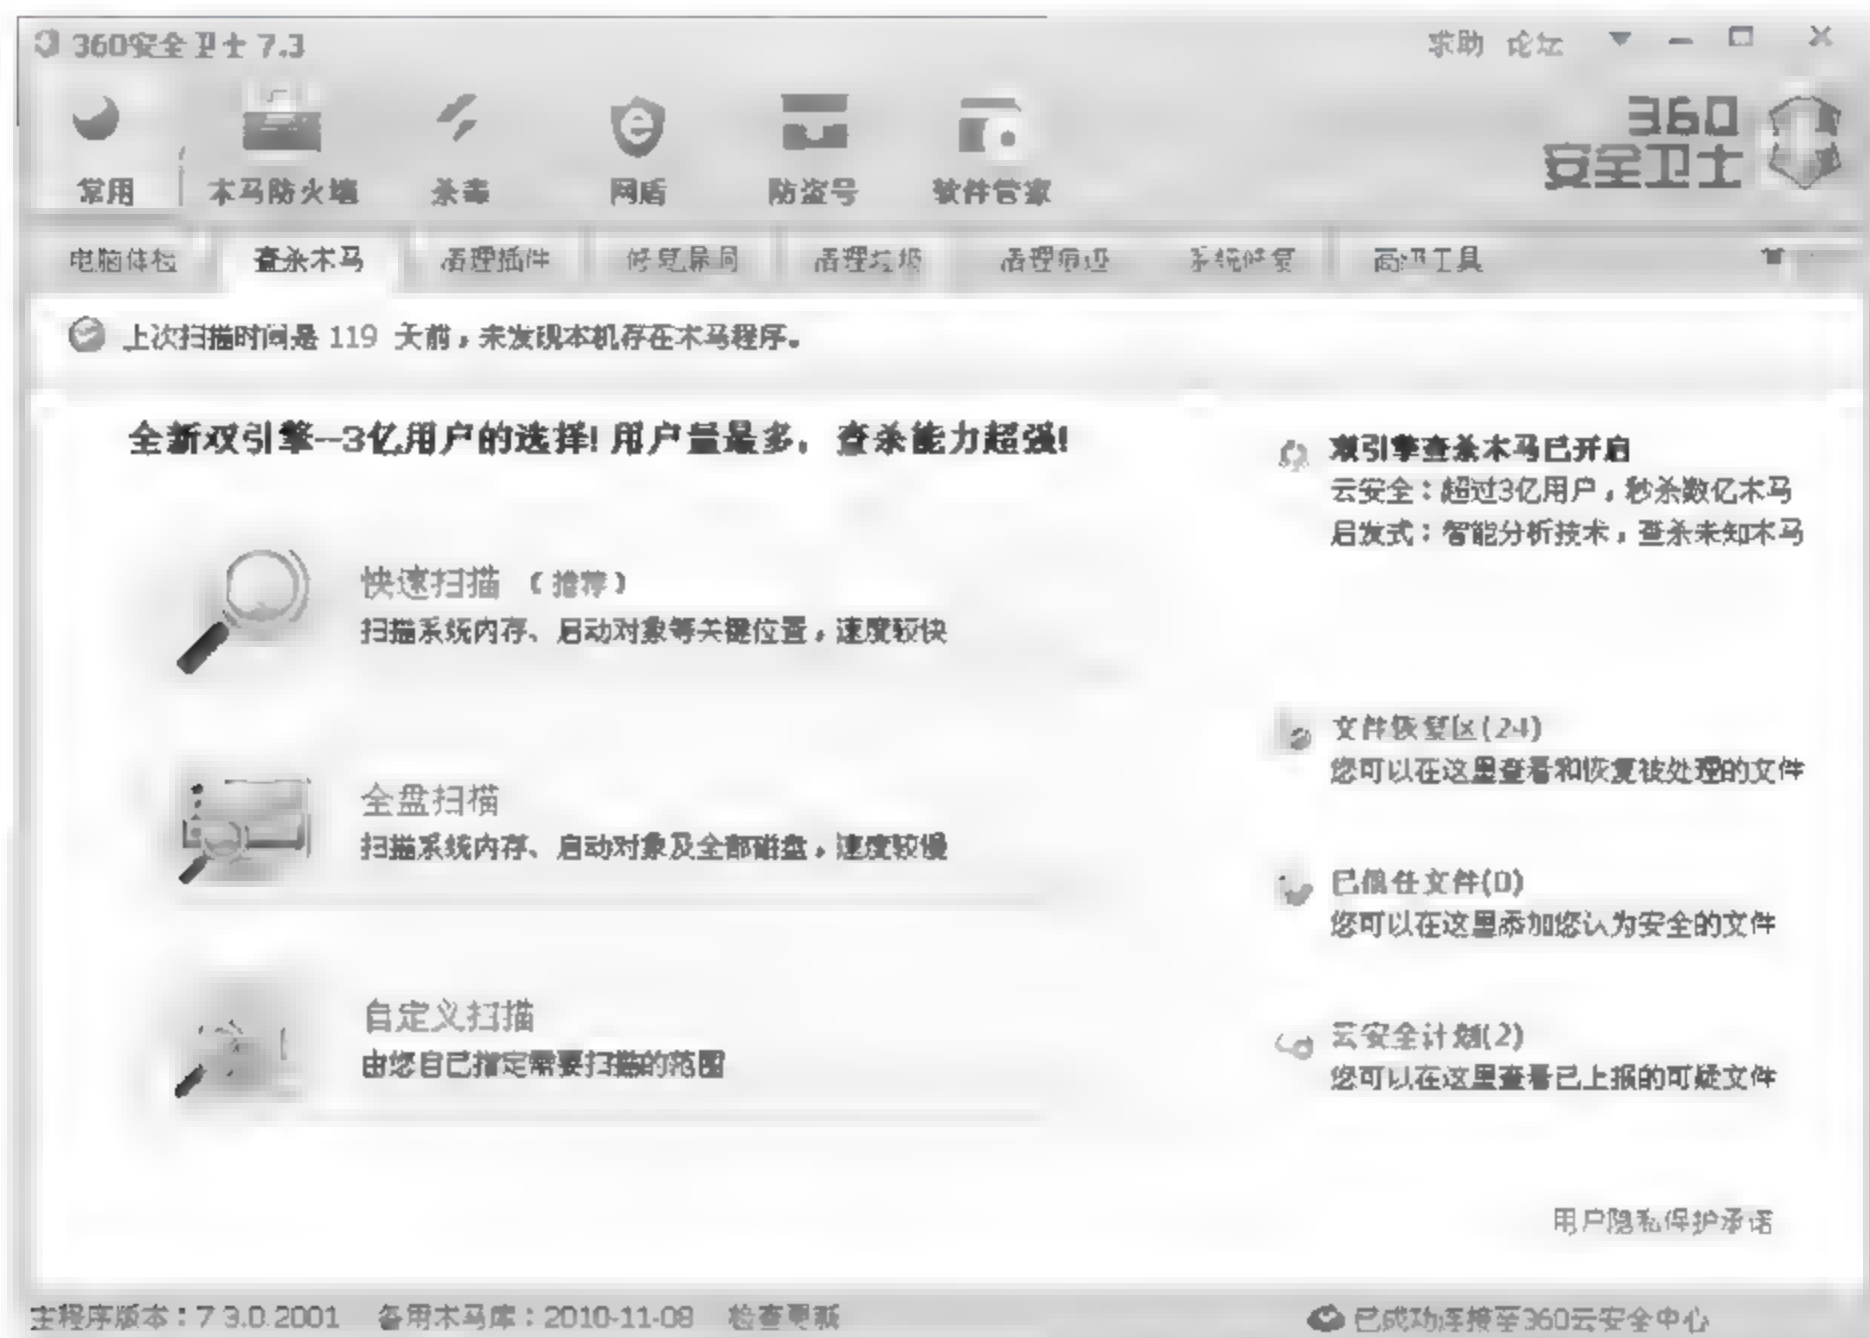 360安全卫士 7.3
求助 论坛
常用 木马防火墙 杀毒 网盾 防盗号 软件管家
360
安全卫士
电脑体检 查杀木马 清理插件 修复漏洞 清理垃圾 清理痕迹 系统修复 高级工具
上次扫描时间是 119 天前，未发现本机存在木马程序。
全新双引擎--3亿用户的选择! 用户量最多，查杀能力超强!
快速扫描 （推荐）
扫描系统内存、启动对象等关键位置，速度较快
全盘扫描
扫描系统内存、启动对象及全部磁盘，速度较慢
自定义扫描
由您自己指定需要扫描的范围
双引擎查杀木马已开启
云安全：超过3亿用户，秒杀数亿木马
启发式：智能分析技术，查杀未知木马
文件恢复区(24)
您可以在这里查看和恢复被处理的文件
已信任文件(0)
您可以在这里添加您认为安全的文件
云安全计划(2)
您可以在这里查看已上报的可疑文件
用户隐私保护承诺
主程序版本：7.3.0.2001 备用木马库：2010-11-08 检查更新
已成功连接至360云安全中心